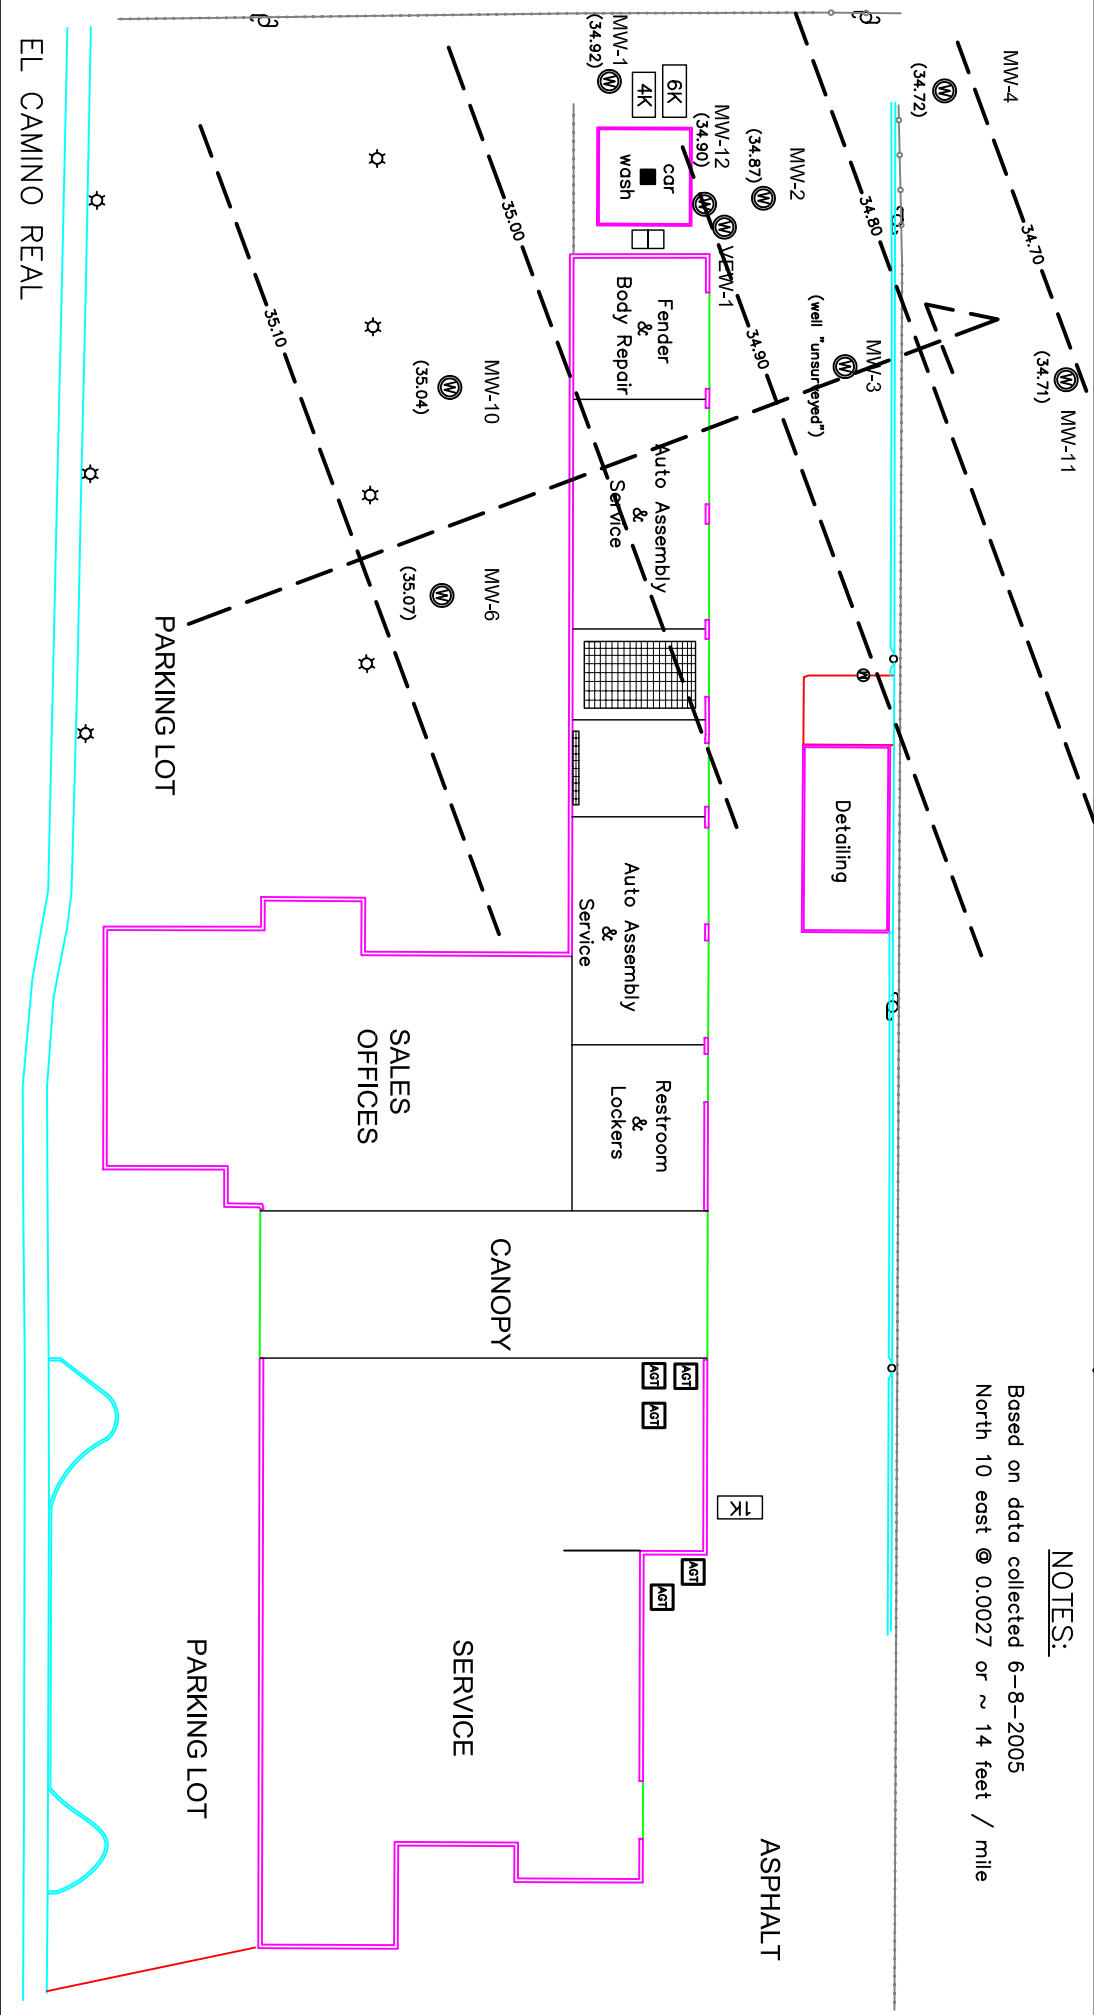 MW-4
(34.72)
34.70
(34.71)
MW-11
34.80
MW-1
(34.92)
6K
4K
MW-12
(34.90)
MW-2
(34.87)
VEW-1
car
wash
34.90
MW-3
(well "unsurveyed")
35.00
Fender
&
Body Repair
35.10
MW-10
(35.04)
Auto Assembly
&
Service
MW-6
(35.07)
W
W
W
W
W
W
W
W
W
W
EL CAMINO REAL
PARKING LOT
Detailing
Auto Assembly
&
Service
SALES
OFFICES
Restroom
&
Lockers
CANOPY
AGT
AGT
AGT
1K
AGT
AGT
SERVICE
PARKING LOT
ASPHALT
NOTES:
Based on data collected 6-8-2005
North 10 east @ 0.0027 or ~ 14 feet / mile